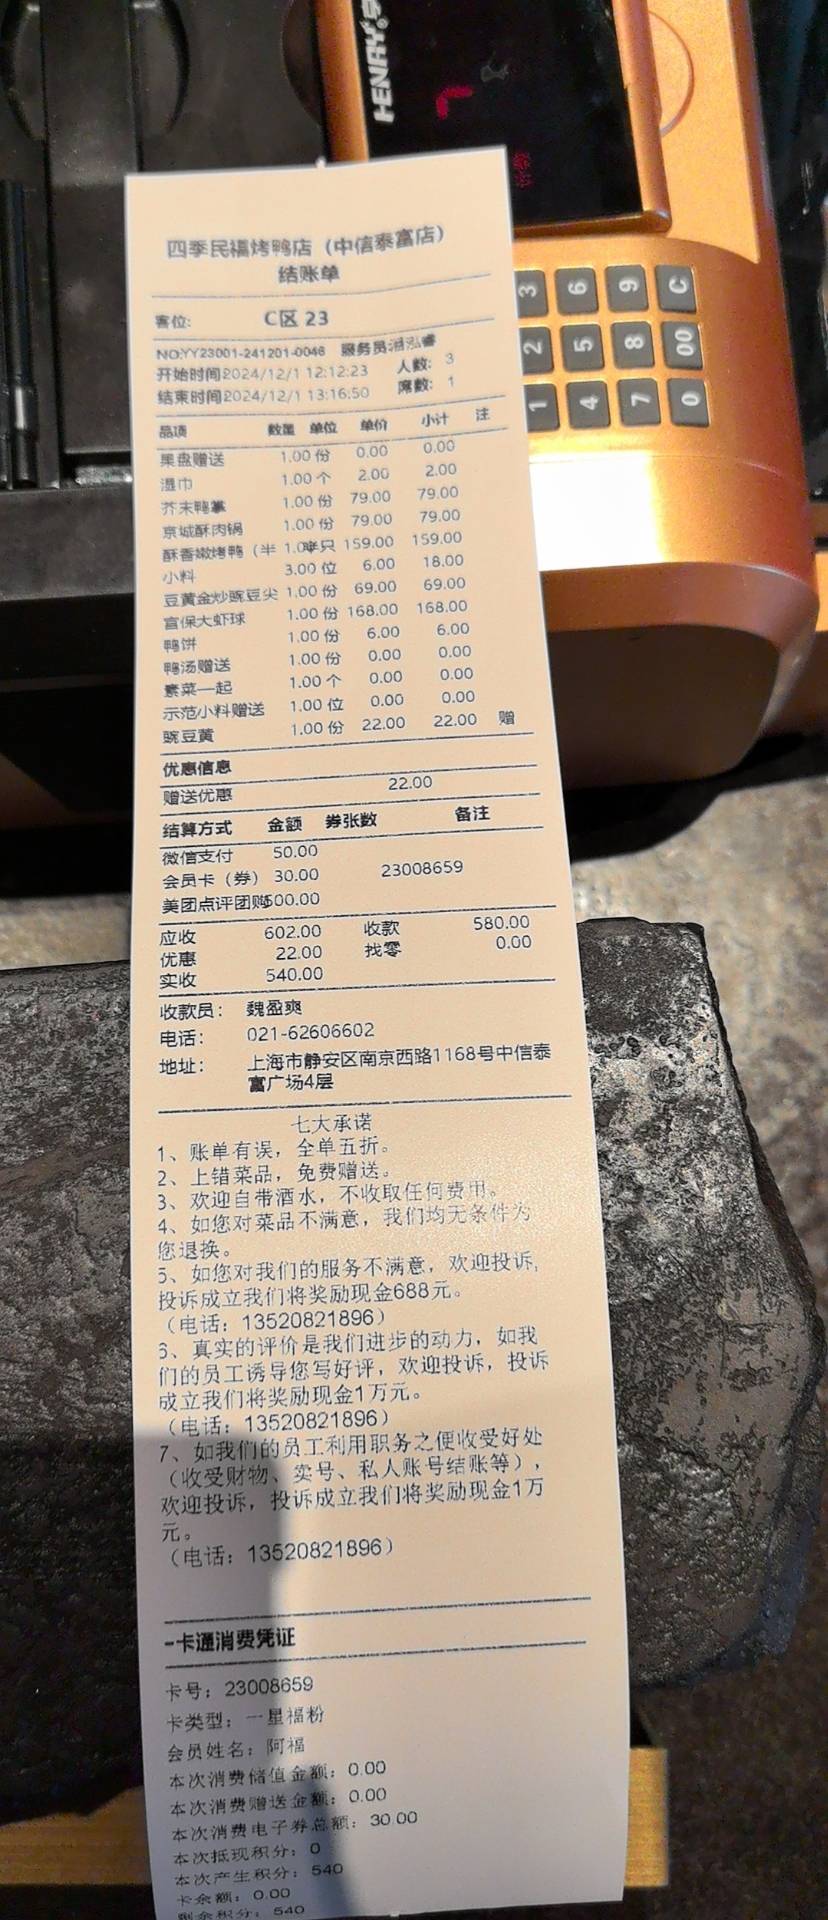 HENRY
3 6 9 C
2 5 8 00
1 4 7 0
四季民福烤鸭店（中信泰富店）
结账单
客位: C区 23
NO:YY23001-241201-0046 服务员:泓睿
开始时间2024/12/1 12:12:23 人数: 3
结束时间2024/12/1 13:16:50 席数: 1
品项 数量 单位 单价 小计 注
果盘赠送 1.00 份 0.00 0.00
湿巾 1.00 个 2.00 2.00
芥末鸭掌 1.00 份 79.00 79.00
京城酥肉锅 1.00 份 79.00 79.00
酥香嫩烤鸭（半 1.00 半只 159.00 159.00
小料 3.00 位 6.00 18.00
豆黄金炒豌豆尖 1.00 份 69.00 69.00
宫保大虾球 1.00 份 168.00 168.00
鸭饼 1.00 份 6.00 6.00
鸭汤赠送 1.00 份 0.00 0.00
素菜一起 1.00 个 0.00 0.00
示范小料赠送 1.00 位 0.00 0.00
豌豆黄 1.00 份 22.00 22.00 赠
优惠信息
赠送优惠 22.00
结算方式 金额 券张数 备注
微信支付 50.00
会员卡（券） 30.00 23008659
美团点评团购500.00
应收 602.00 收款 580.00
优惠 22.00 找零 0.00
实收 540.00
收款员： 魏盈爽
电话： 021-62606602
地址： 上海市静安区南京西路1168号中信泰
富广场4层
七大承诺
1、账单有误，全单五折。
2、上错菜品，免费赠送。
3、欢迎自带酒水，不收取任何费用。
4、如您对菜品不满意，我们均无条件为
您退换。
5、如您对我们的服务不满意，欢迎投诉,
投诉成立我们将奖励现金688元。
（电话：13520821896）
6、真实的评价是我们进步的动力，如我
们的员工诱导您写好评，欢迎投诉，投诉
成立我们将奖励现金1万元。
（电话：13520821896）
7、如我们的员工利用职务之便收受好处
（收受财物、卖号、私人账号结账等），
欢迎投诉，投诉成立我们将奖励现金1万
元。
（电话：13520821896）
一卡通消费凭证
卡号：23008659
卡类型：一星福粉
会员姓名：阿福
本次消费储值金额：0.00
本次消费赠送金额：0.00
本次消费电子券总额：30.00
本次抵现积分：0
本次产生积分：540
卡余额：0.00
剩余积分：540